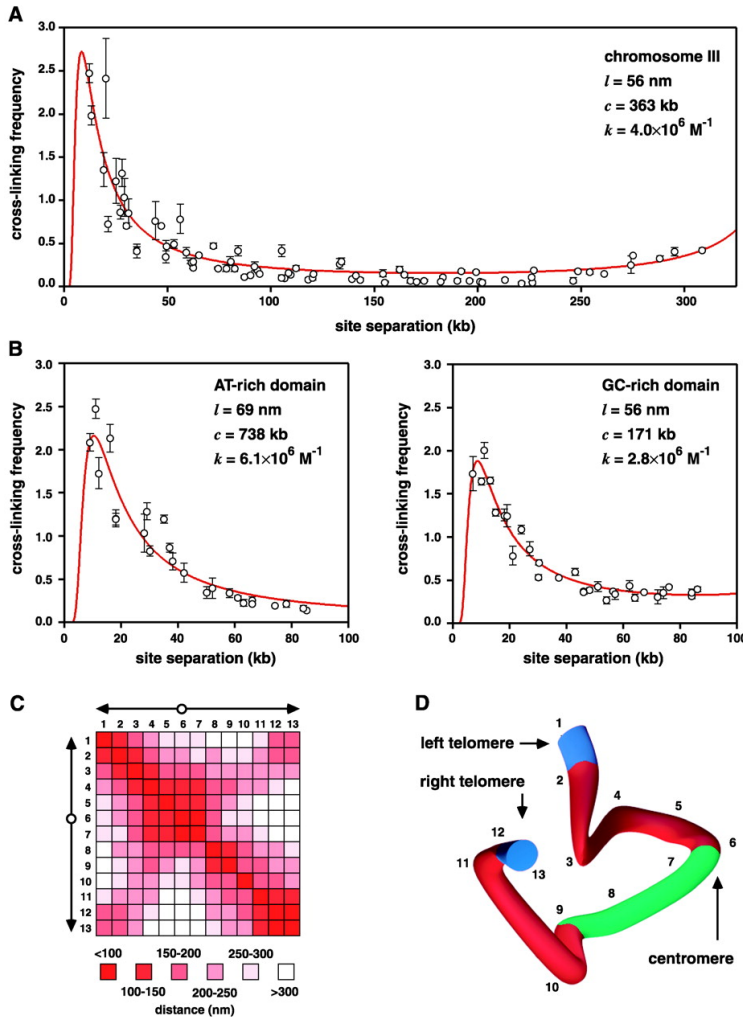 A
cross-linking frequency
3.0
2.5
2.0
1.5
1.0
0.5
0.0
0 50 100 150 200 250 300
site separation (kb)
chromosome III
l = 56 nm
c = 363 kb
k = 4.0×10⁶ M⁻¹
B
cross-linking frequency
3.0
2.5
2.0
1.5
1.0
0.5
0.0
0 20 40 60 80 100
site separation (kb)
AT-rich domain
l = 69 nm
c = 738 kb
k = 6.1×10⁶ M⁻¹
cross-linking frequency
3.0
2.5
2.0
1.5
1.0
0.5
0.0
0 20 40 60 80 100
site separation (kb)
GC-rich domain
l = 56 nm
c = 171 kb
k = 2.8×10⁶ M⁻¹
C
1 2 3 4 5 6 7 8 9 10 11 12 13
1
2
3
4
5
6
7
8
9
10
11
12
13
<100 150-200 250-300
100-150 200-250 >300
distance (nm)
D
1
left telomere
2
right telomere
4
5
12
6
11
13
3
7
8
9
centromere
10